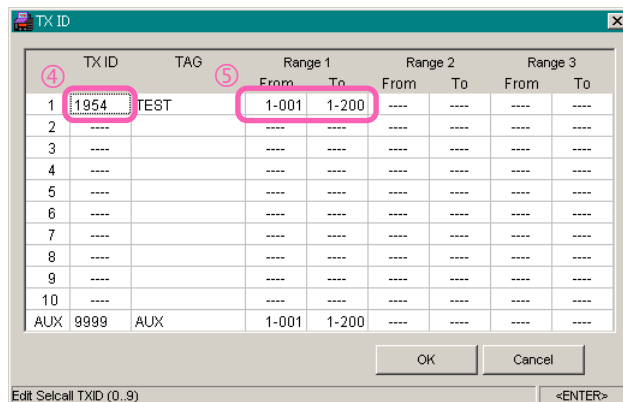 TX ID
TX ID TAG Range 1 Range 2 Range 3
④ ⑤ From To From To From To
1 1954 TEST 1-001 1-200 ---- ---- ---- ----
2 ---- ---- ---- ---- ---- ---- ----
3 ---- ---- ---- ---- ---- ---- ----
4 ---- ---- ---- ---- ---- ---- ----
5 ---- ---- ---- ---- ---- ---- ----
6 ---- ---- ---- ---- ---- ---- ----
7 ---- ---- ---- ---- ---- ---- ----
8 ---- ---- ---- ---- ---- ---- ----
9 ---- ---- ---- ---- ---- ---- ----
10 ---- ---- ---- ---- ---- ---- ----
AUX 9999 AUX 1-001 1-200 ---- ---- ---- ----
OK Cancel
Edit Selcall TXID (0..9) <ENTER>